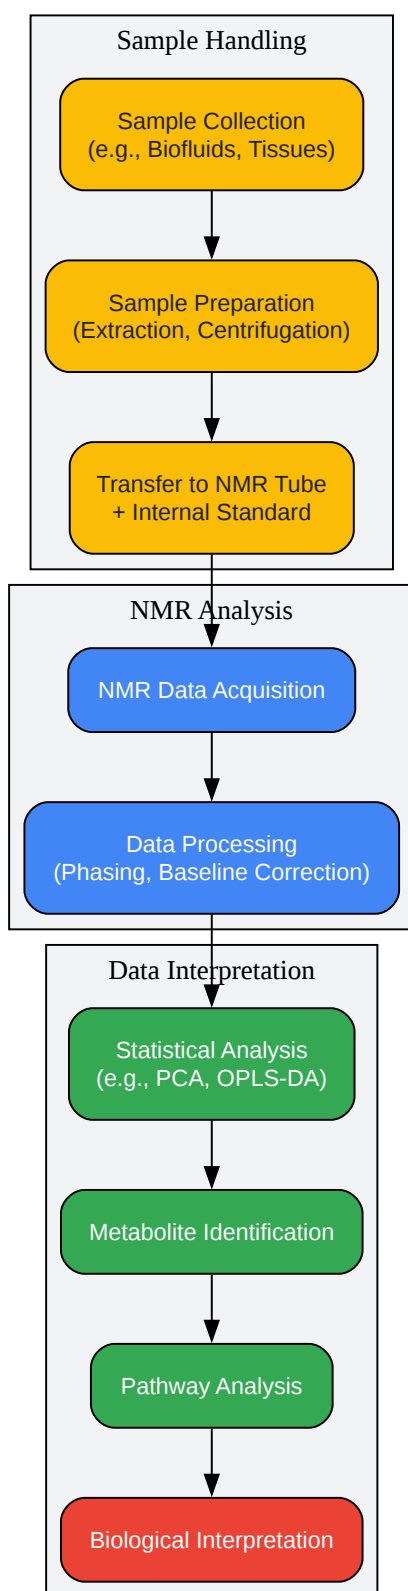 Sample Handling
Sample Collection
(e.g., Biofluids, Tissues)
Sample Preparation
(Extraction, Centrifugation)
Transfer to NMR Tube
+ Internal Standard
NMR Analysis
NMR Data Acquisition
Data Processing
(Phasing, Baseline Correction)
Data Interpretation
Statistical Analysis
(e.g., PCA, OPLS-DA)
Metabolite Identification
Pathway Analysis
Biological Interpretation